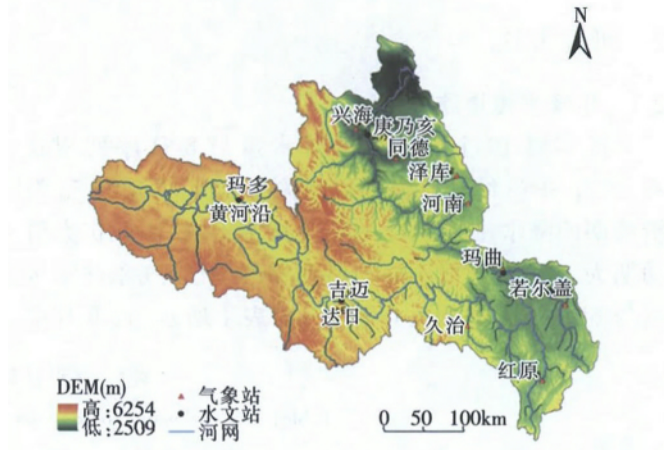 N
兴海
庚乃亥
同德
泽库
河南
玛多
黄河沿
玛曲
若尔盖
吉迈
达日
久治
红原
DEM(m)
高:6254
低:2509
气象站
水文站
河网
0 50 100km